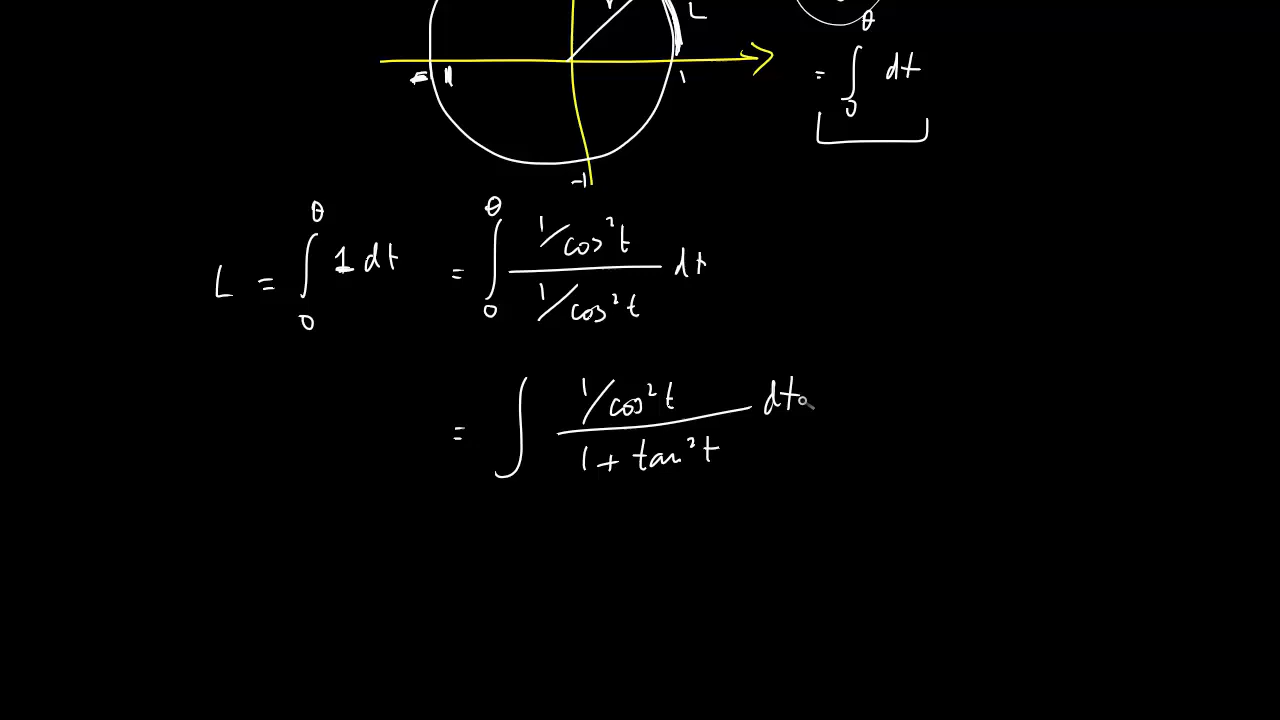 r L
1 1
-1
θ
= ∫ dt
0
θ θ
L = ∫ 1 dt = ∫ 1/cos²t / 1/cos²t dt
0 0
= ∫ 1/cos²t / 1 + tan²t dt